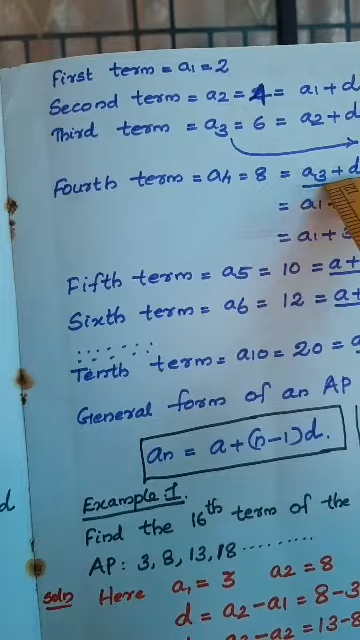 First term = a1 = 2
Second term = a2 = 4 = a1 + d
Third term = a3 = 6 = a2 + d
Fourth term = a4 = 8 = a3 + d
= a1
= a1 +
Fifth term = a5 = 10 = a +
Sixth term = a6 = 12 = a+
.......
Tenth term = a10 = 20 = a
General form of an AP
an = a + (n-1)d.
Example.1.
Find the 16th term of the
AP: 3, 8, 13, 18 .........
d
Soln Here a1 = 3 a2 = 8
d = a2 - a1 = 8 - 3
a2 = 13 - 8